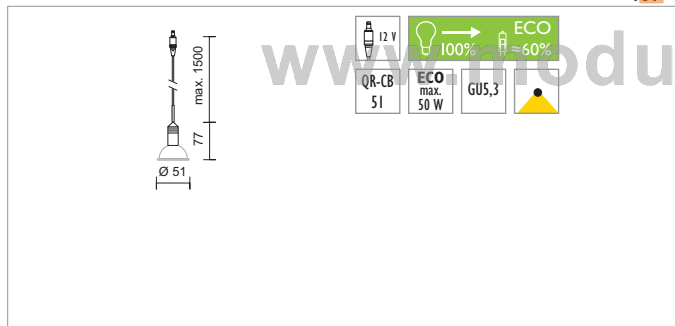 12 V
100%
ECO
≈60%
www.modu
QR-CB
51
ECO
max.
50 W
GU5,3
max. 1500
77
Ø 51